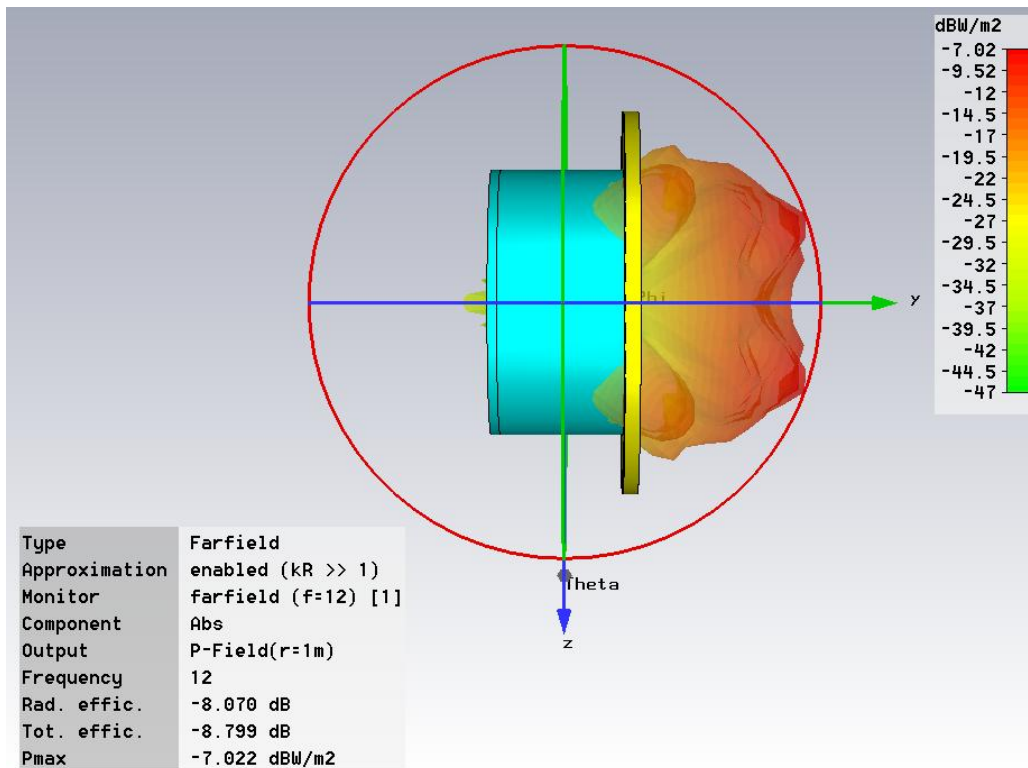 dBW/m2
-7.02
-9.52
-12
-14.5
-17
-19.5
-22
-24.5
-27
-29.5
-32
-34.5
-37
-39.5
-42
-44.5
-47
Phi
y
Theta
z
Type Farfield
Approximation enabled (kR >> 1)
Monitor farfield (f=12) [1]
Component Abs
Output P-Field(r=1m)
Frequency 12
Rad. effic. -8.070 dB
Tot. effic. -8.799 dB
Pmax -7.022 dBW/m2